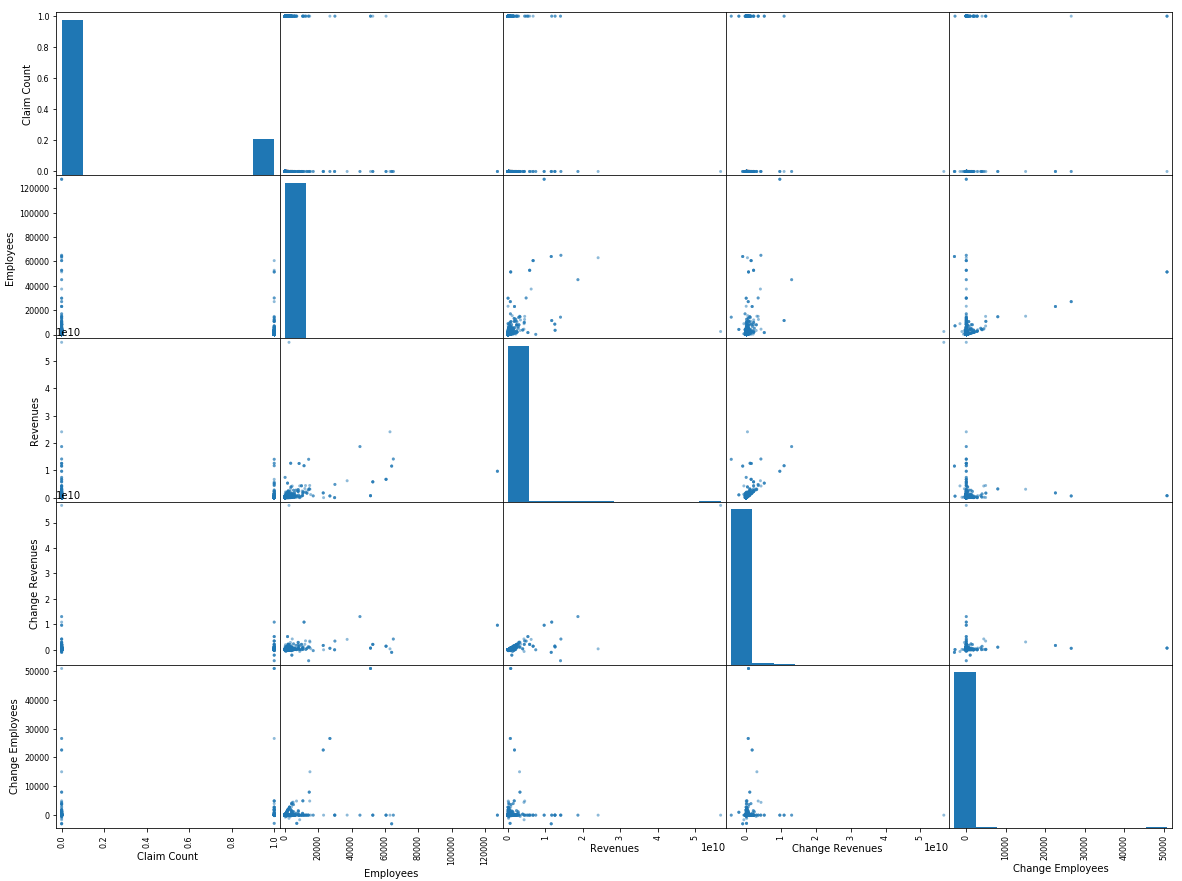 1.0
0.8
0.6
0.4
0.2
0.0
Claim Count
120000
100000
80000
60000
40000
20000
0
Employees
1e10
5
4
3
2
1
0
Revenues
1e10
5
4
3
2
1
0
Change Revenues
50000
40000
30000
20000
10000
0
Change Employees
0.0 0.2 0.4 0.6 0.8 1.0
Claim Count
0 20000 40000 60000 80000 100000 120000
Employees
0 1 2 3 4 5
1e10
Revenues
0 1 2 3 4 5
1e10
Change Revenues
0 10000 20000 30000 40000 50000
Change Employees